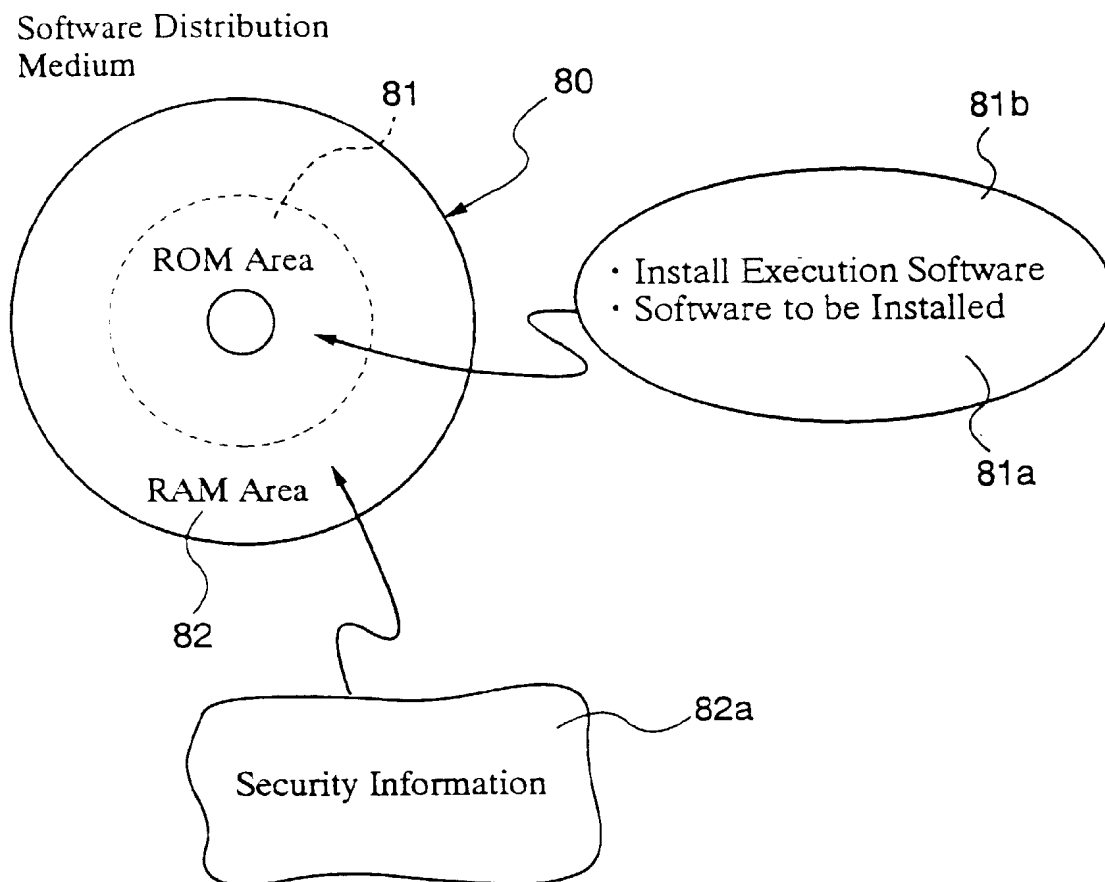 Software Distribution
Medium
81
80
81b
ROM Area
· Install Execution Software
· Software to be Installed
81a
RAM Area
82
82a
Security Information